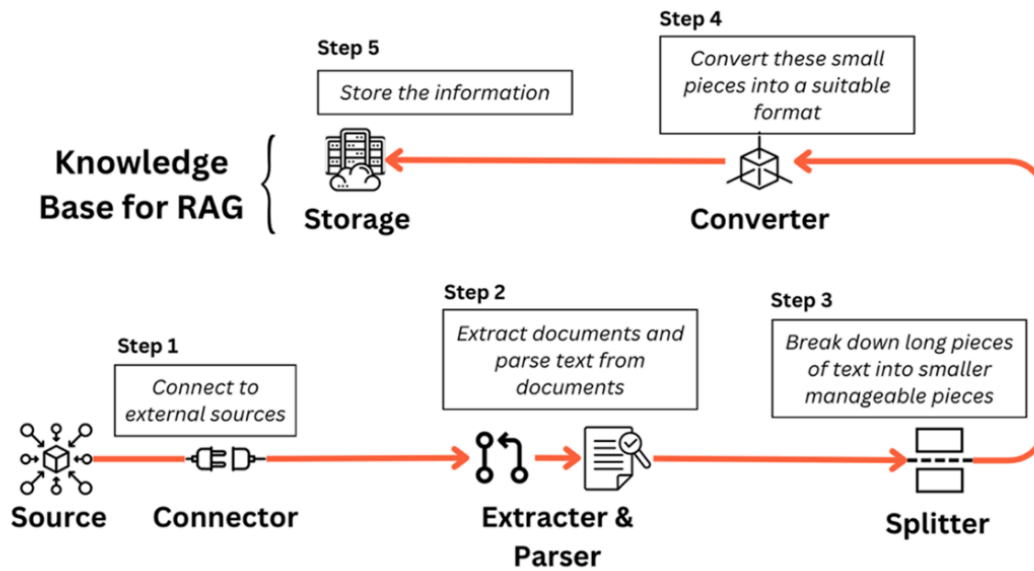 Step 4
Convert these small
pieces into a suitable
format
Step 5
Store the information
Knowledge
Base for RAG
Storage
Converter
Step 1
Connect to
external sources
Step 2
Extract documents and
parse text from
documents
Step 3
Break down long pieces
of text into smaller
manageable pieces
Source
Connector
Extracter &
Parser
Splitter